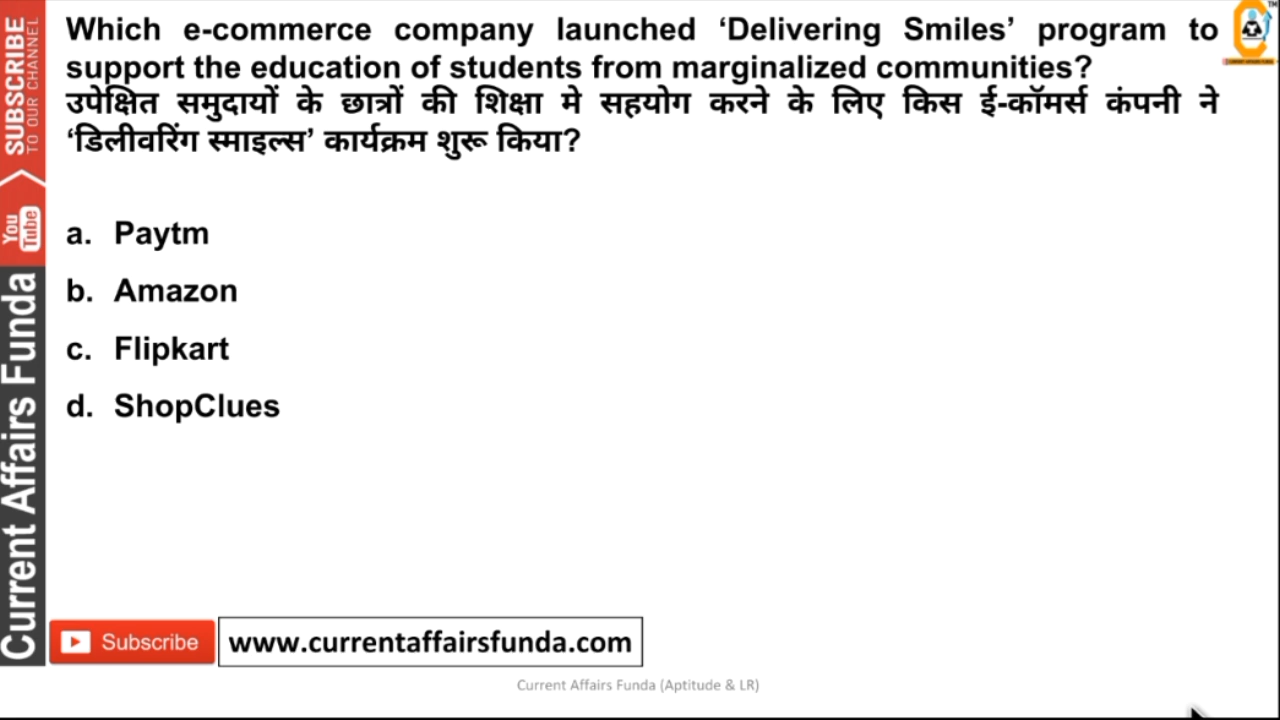 Which e-commerce company launched ‘Delivering Smiles’ program to
support the education of students from marginalized communities?
उपेक्षित समुदायों के छात्रों की शिक्षा मे सहयोग करने के लिए किस ई-कॉमर्स कंपनी ने
‘डिलीवरिंग स्माइल्स’ कार्यक्रम शुरू किया?
a. Paytm
b. Amazon
c. Flipkart
d. ShopClues
SUBSCRIBE
TO OUR CHANNEL
You
Tube
Current Affairs Funda
Subscribe
www.currentaffairsfunda.com
Current Affairs Funda (Aptitude & LR)